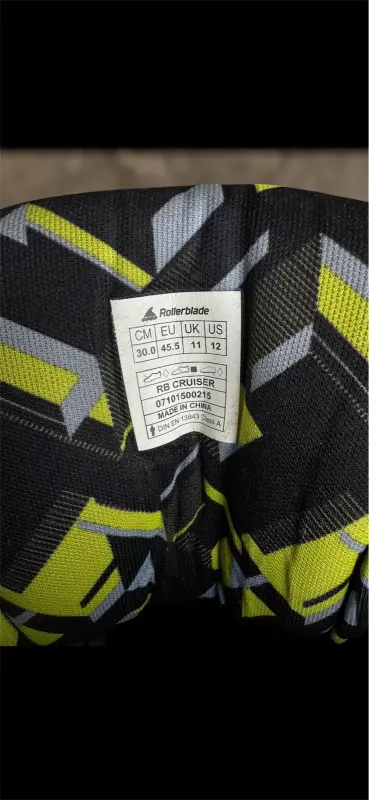 Rollerblade
CM EU UK US
30.0 45.5 11 12
RB CRUISER
07101500215
MADE IN CHINA
DIN EN 13843 Class A